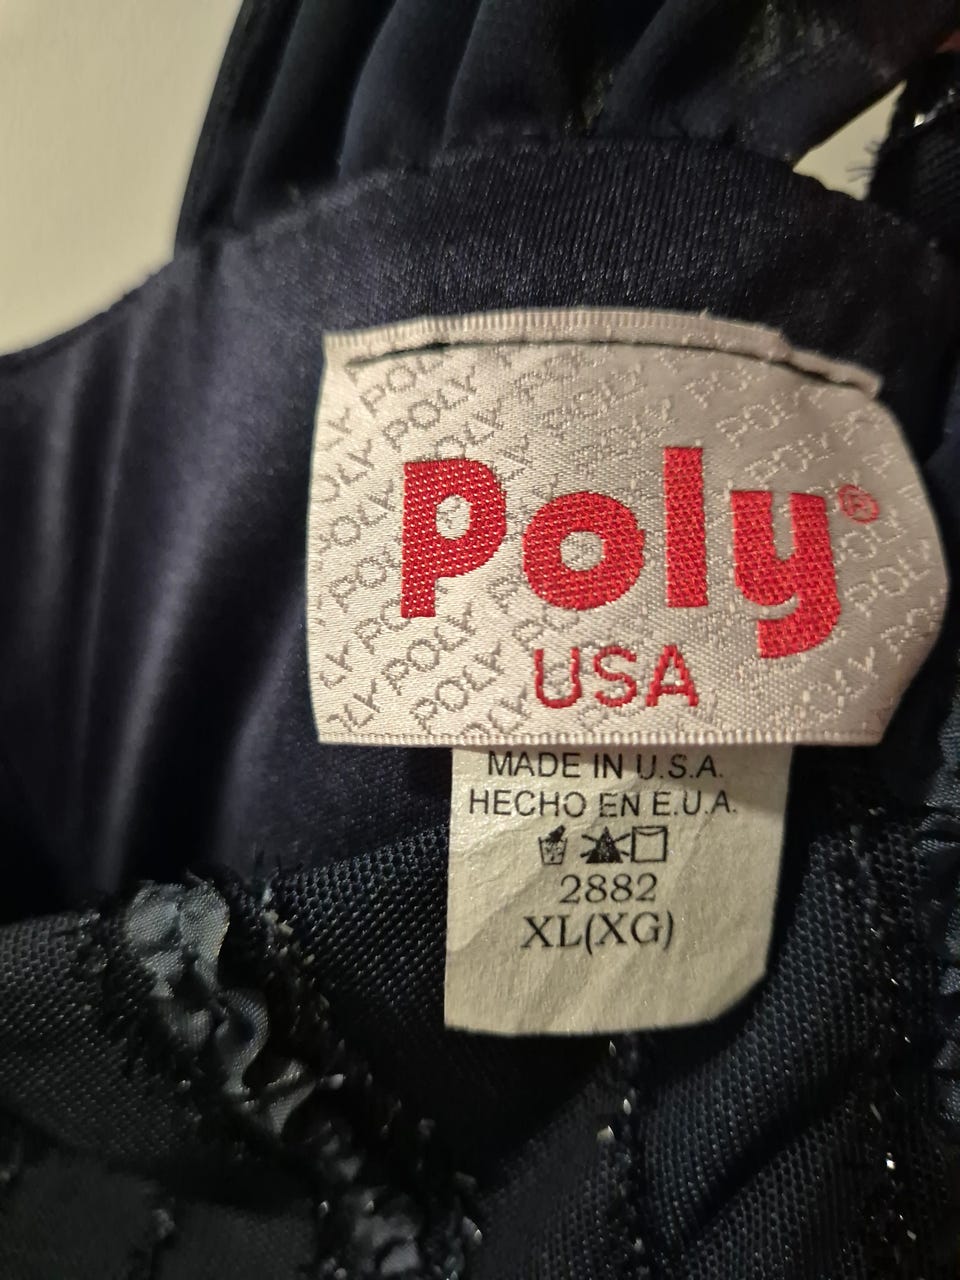 Poly®
USA
MADE IN U.S.A.
HECHO EN E.U.A.
2882
XL(XG)